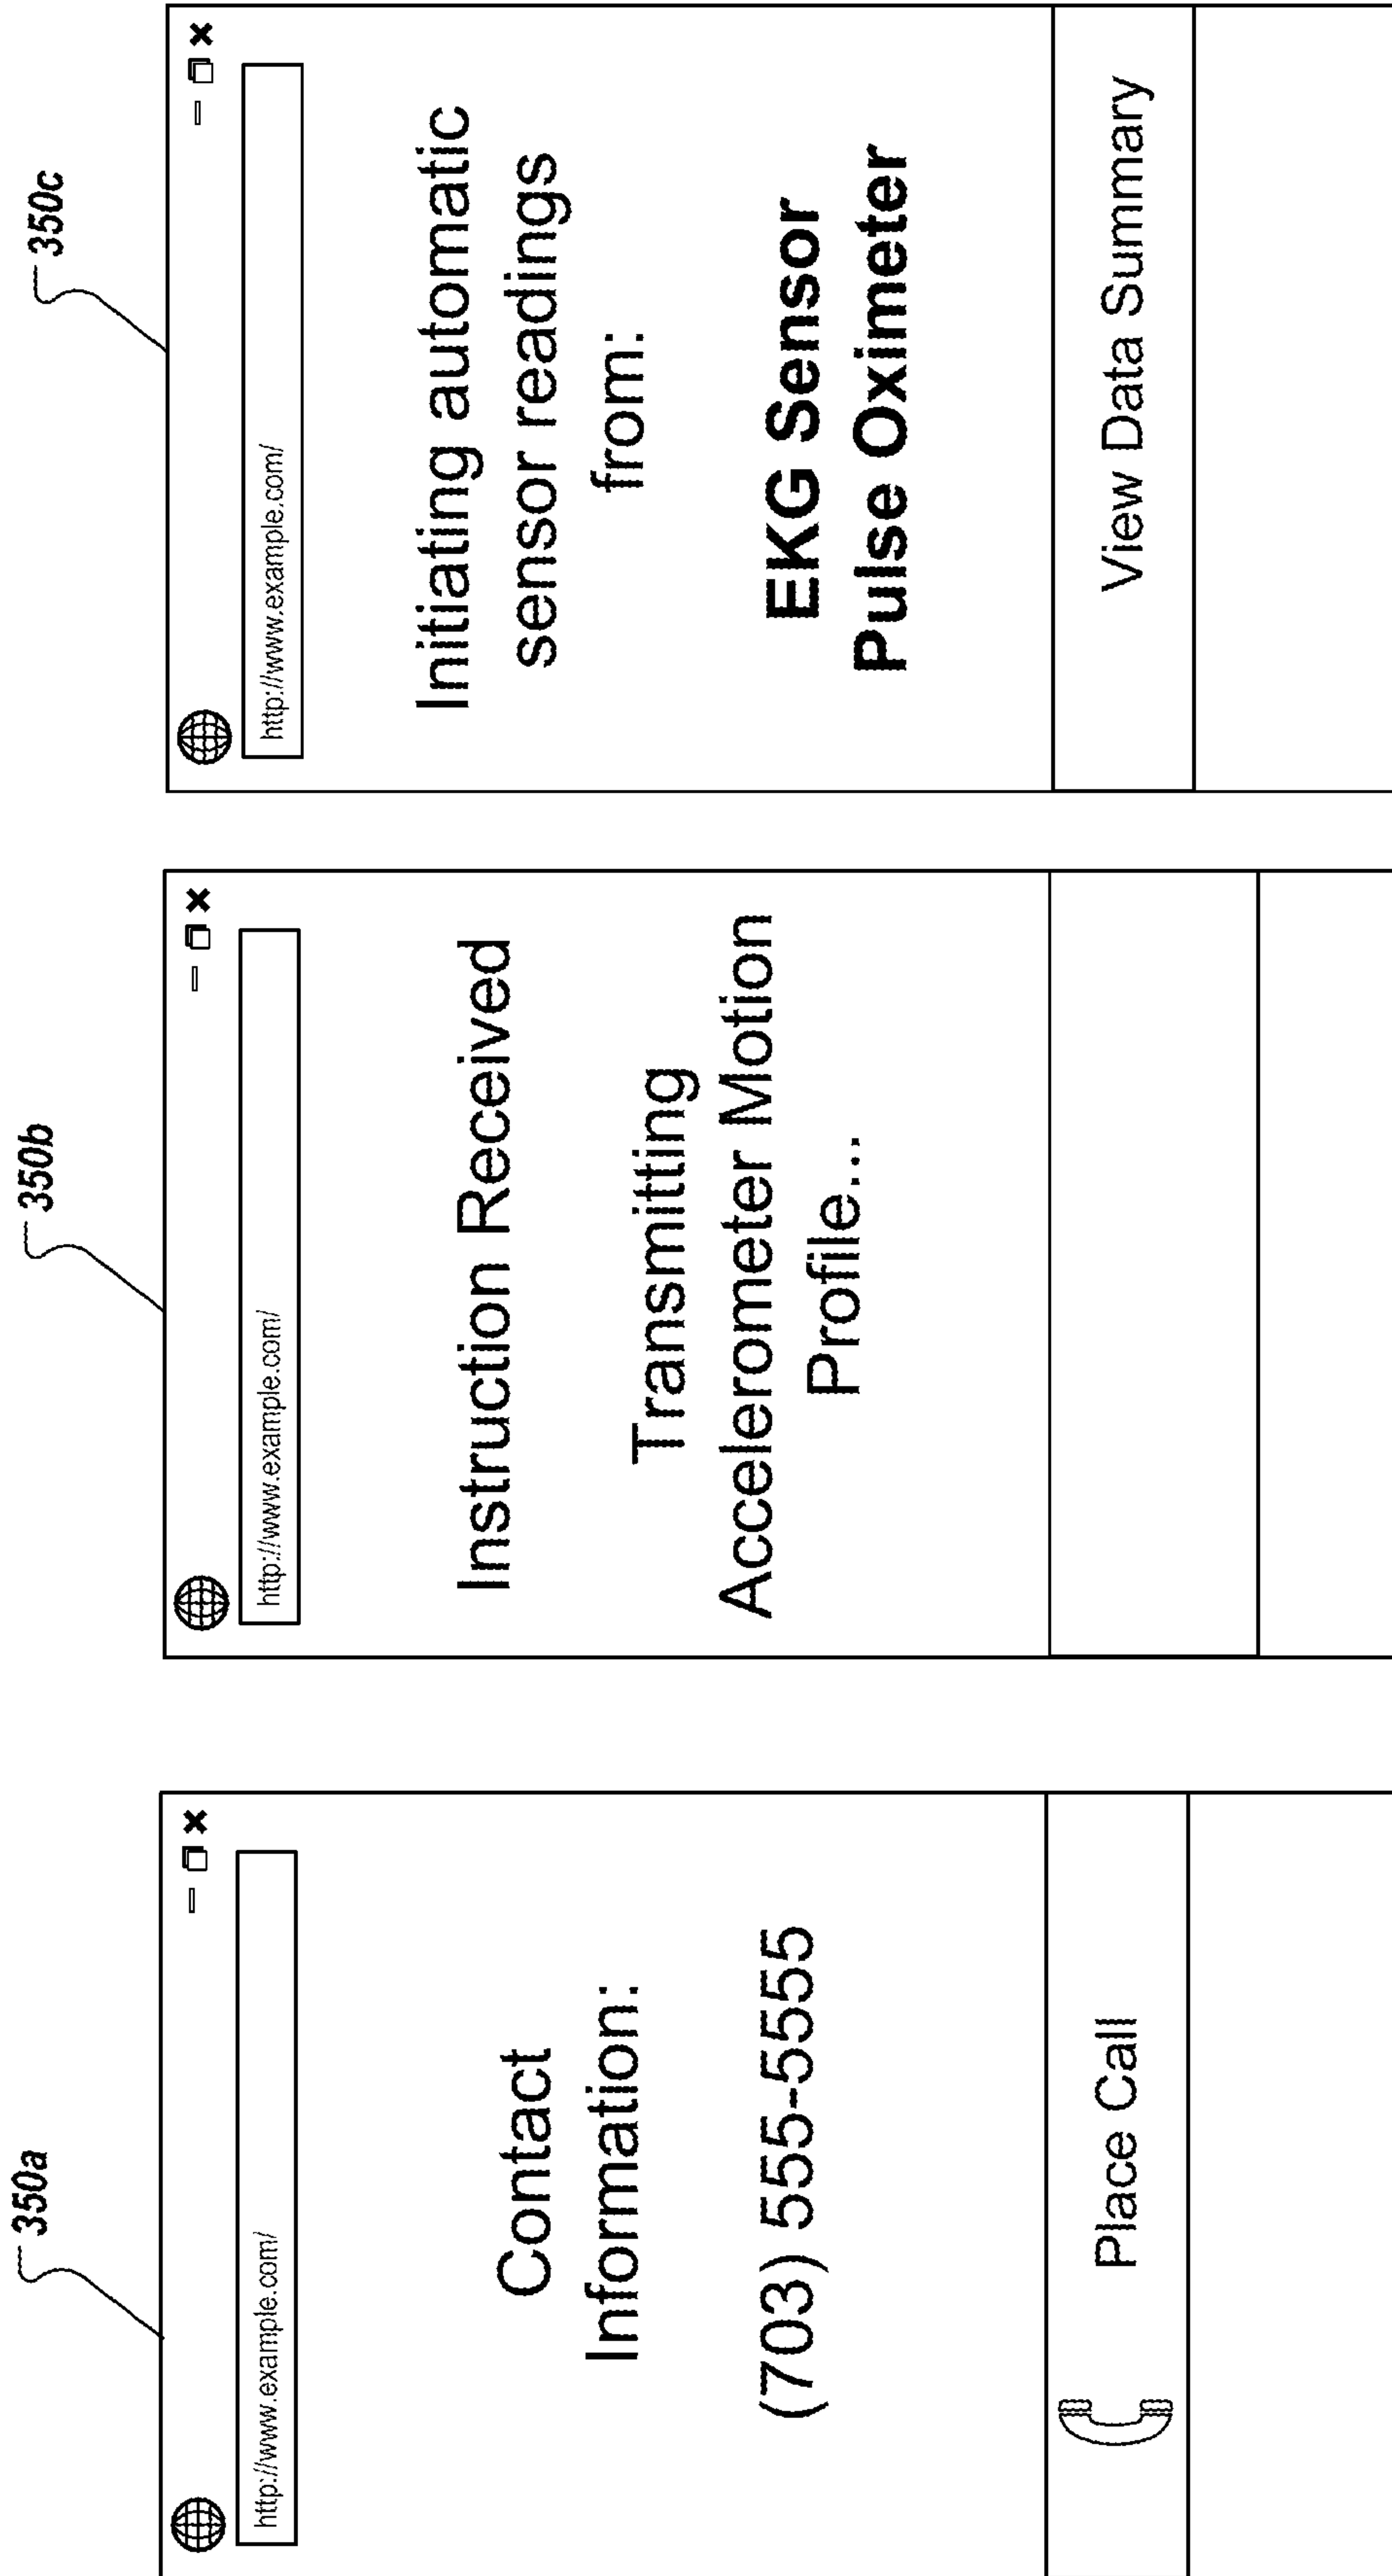 350a
http://www.example.com/
Contact
Information:
(703) 555-5555
Place Call
350b
http://www.example.com/
Instruction Received
Transmitting
Accelerometer Motion
Profile...
350c
http://www.example.com/
Initiating automatic
sensor readings
from:
EKG Sensor
Pulse Oximeter
View Data Summary